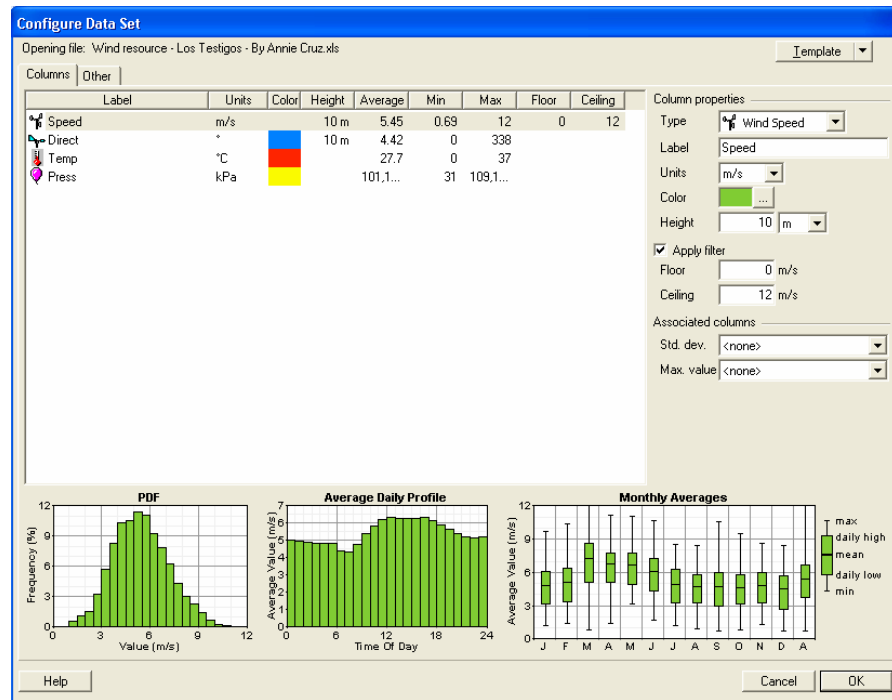 Configure Data Set
Opening file: Wind resource - Los Testigos - By Annie Cruz.xls
Template
Columns Other
Label Units Color Height Average Min Max Floor Ceiling
Speed m/s 10 m 5.45 0.69 12 0 12
Direct ° 10 m 4.42 0 338
Temp °C 27.7 0 37
Press kPa 101,1... 31 109,1...
Column properties
Type Wind Speed
Label Speed
Units m/s
Color ...
Height 10 m
Apply filter
Floor 0 m/s
Ceiling 12 m/s
Associated columns
Std. dev. <none>
Max. value <none>
PDF
Frequency (%)
12
9
6
3
0
0 3 6 9 12
Value (m/s)
Average Daily Profile
Average Value (m/s)
7
6
5
4
3
2
1
0
0 6 12 18 24
Time Of Day
Monthly Averages
Average Value (m/s)
12
9
6
3
0
J F M A M J J A S O N D A
max
daily high
mean
daily low
min
Help
Cancel
OK